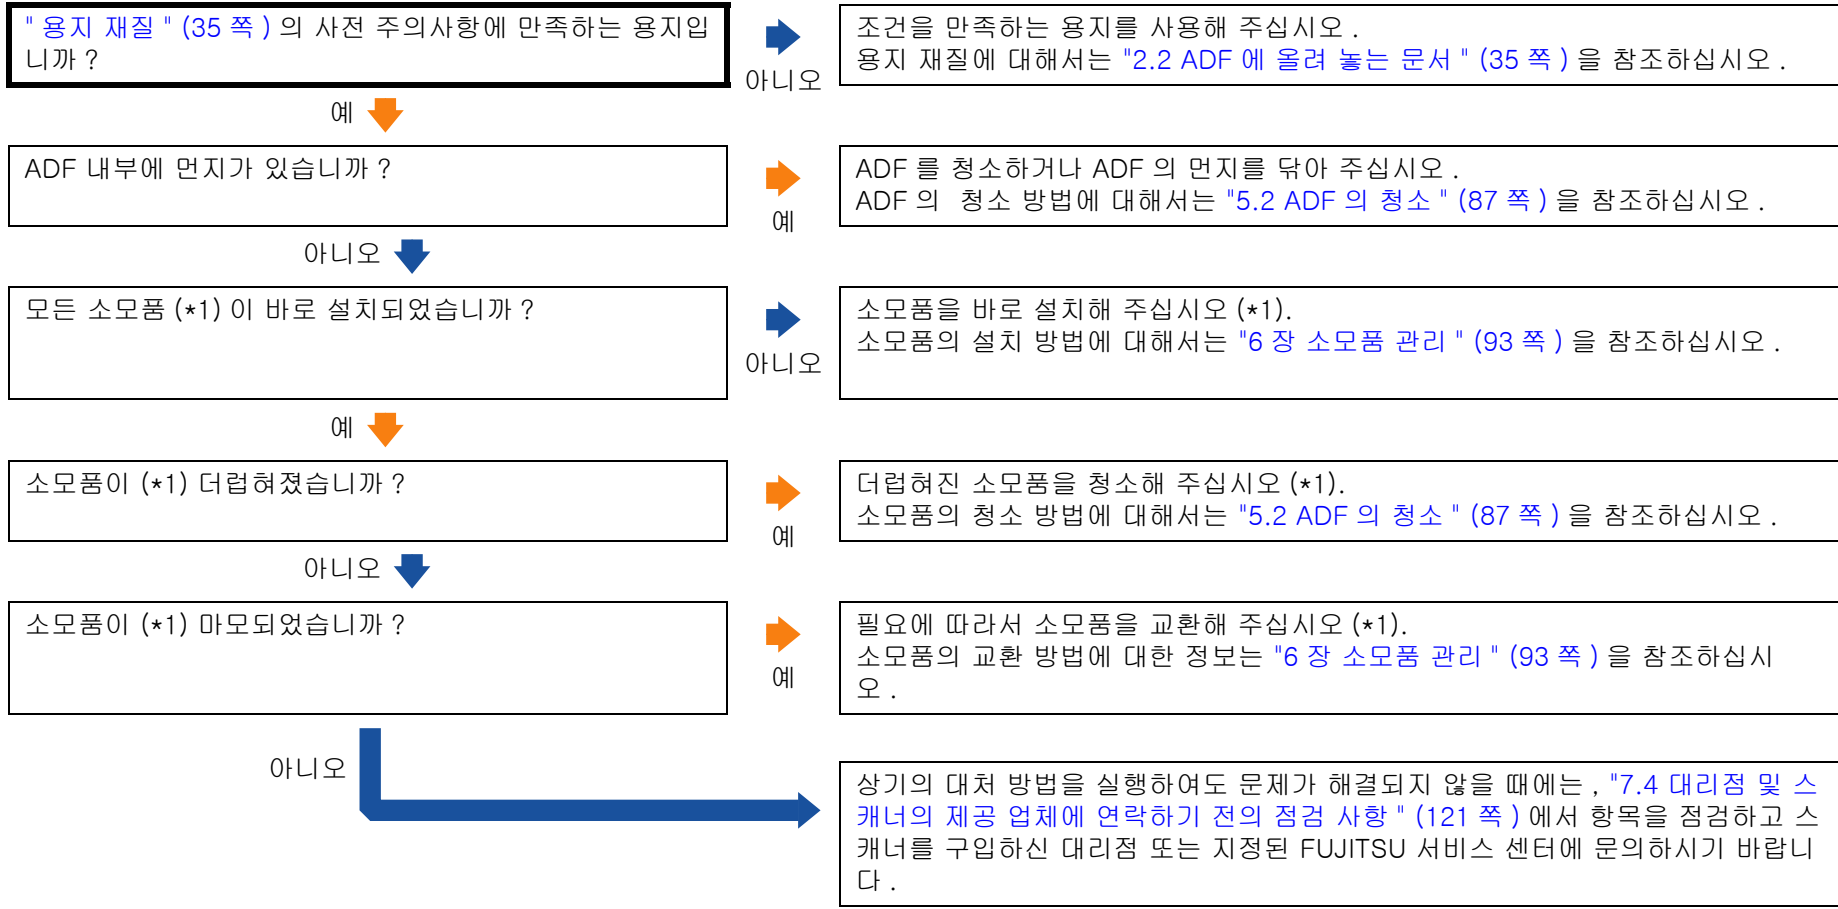 " 용지 재질 " (35 쪽 ) 의 사전 주의사항에 만족하는 용지입
니까 ?
아니오
조건을 만족하는 용지를 사용해 주십시오 .
용지 재질에 대해서는 "2.2 ADF 에 올려 놓는 문서 " (35 쪽 ) 을 참조하십시오 .
예
ADF 내부에 먼지가 있습니까 ?
예
ADF 를 청소하거나 ADF 의 먼지를 닦아 주십시오 .
ADF 의 청소 방법에 대해서는 "5.2 ADF 의 청소 " (87 쪽 ) 을 참조하십시오 .
아니오
모든 소모품 (*1) 이 바로 설치되었습니까 ?
아니오
소모품을 바로 설치해 주십시오 (*1).
소모품의 설치 방법에 대해서는 "6 장 소모품 관리 " (93 쪽 ) 을 참조하십시오 .
예
소모품이 (*1) 더럽혀졌습니까 ?
예
더럽혀진 소모품을 청소해 주십시오 (*1).
소모품의 청소 방법에 대해서는 "5.2 ADF 의 청소 " (87 쪽 ) 을 참조하십시오 .
아니오
소모품이 (*1) 마모되었습니까 ?
예
필요에 따라서 소모품을 교환해 주십시오 (*1).
소모품의 교환 방법에 대한 정보는 "6 장 소모품 관리 " (93 쪽 ) 을 참조하십시
오 .
아니오
상기의 대처 방법을 실행하여도 문제가 해결되지 않을 때에는 , "7.4 대리점 및 스
캐너의 제공 업체에 연락하기 전의 점검 사항 " (121 쪽 ) 에서 항목을 점검하고 스
캐너를 구입하신 대리점 또는 지정된 FUJITSU 서비스 센터에 문의하시기 바랍니
다 .